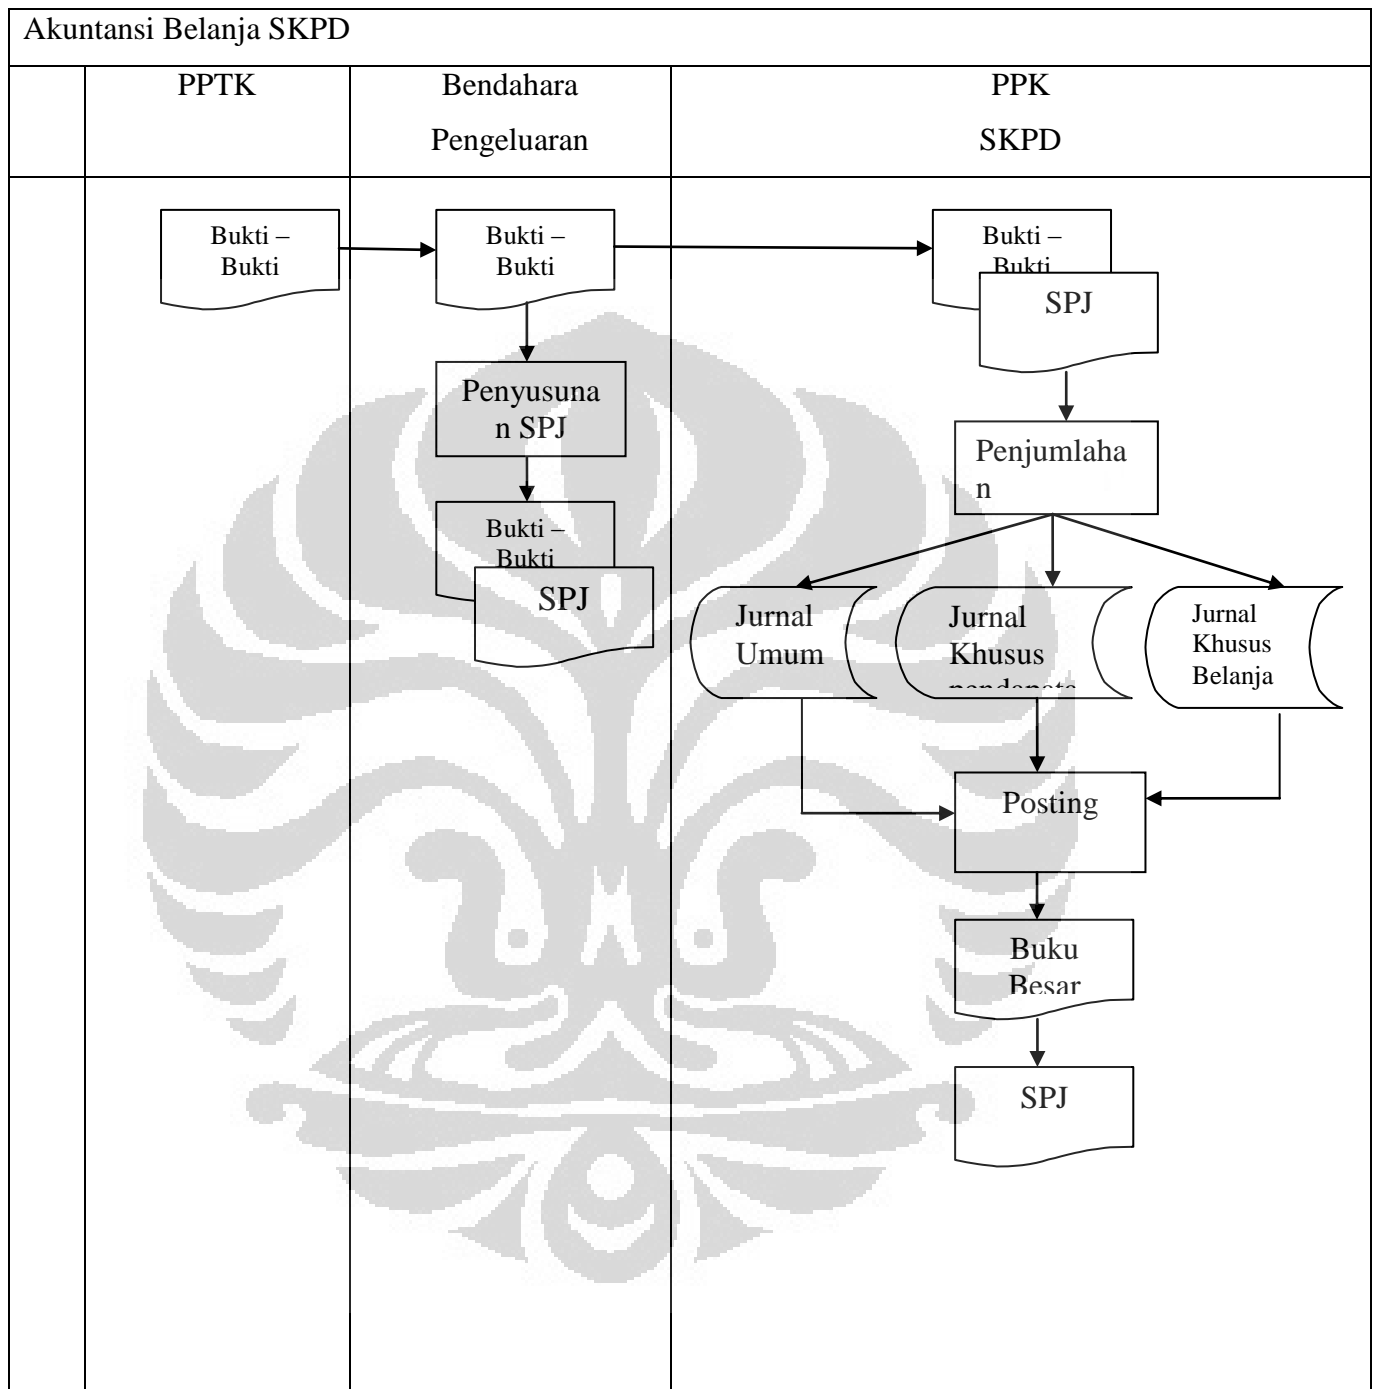 Akuntansi Belanja SKPD
PPTK
Bendahara
Pengeluaran
PPK
SKPD
Bukti –
Bukti
Bukti –
Bukti
Bukti –
Bukti
SPJ
Penyusuna
n SPJ
Penjumlaha
n
Bukti –
Bukti
SPJ
Jurnal
Umum
Jurnal
Khusus
Jurnal
Khusus
Belanja
Posting
Buku
Besar
SPJ